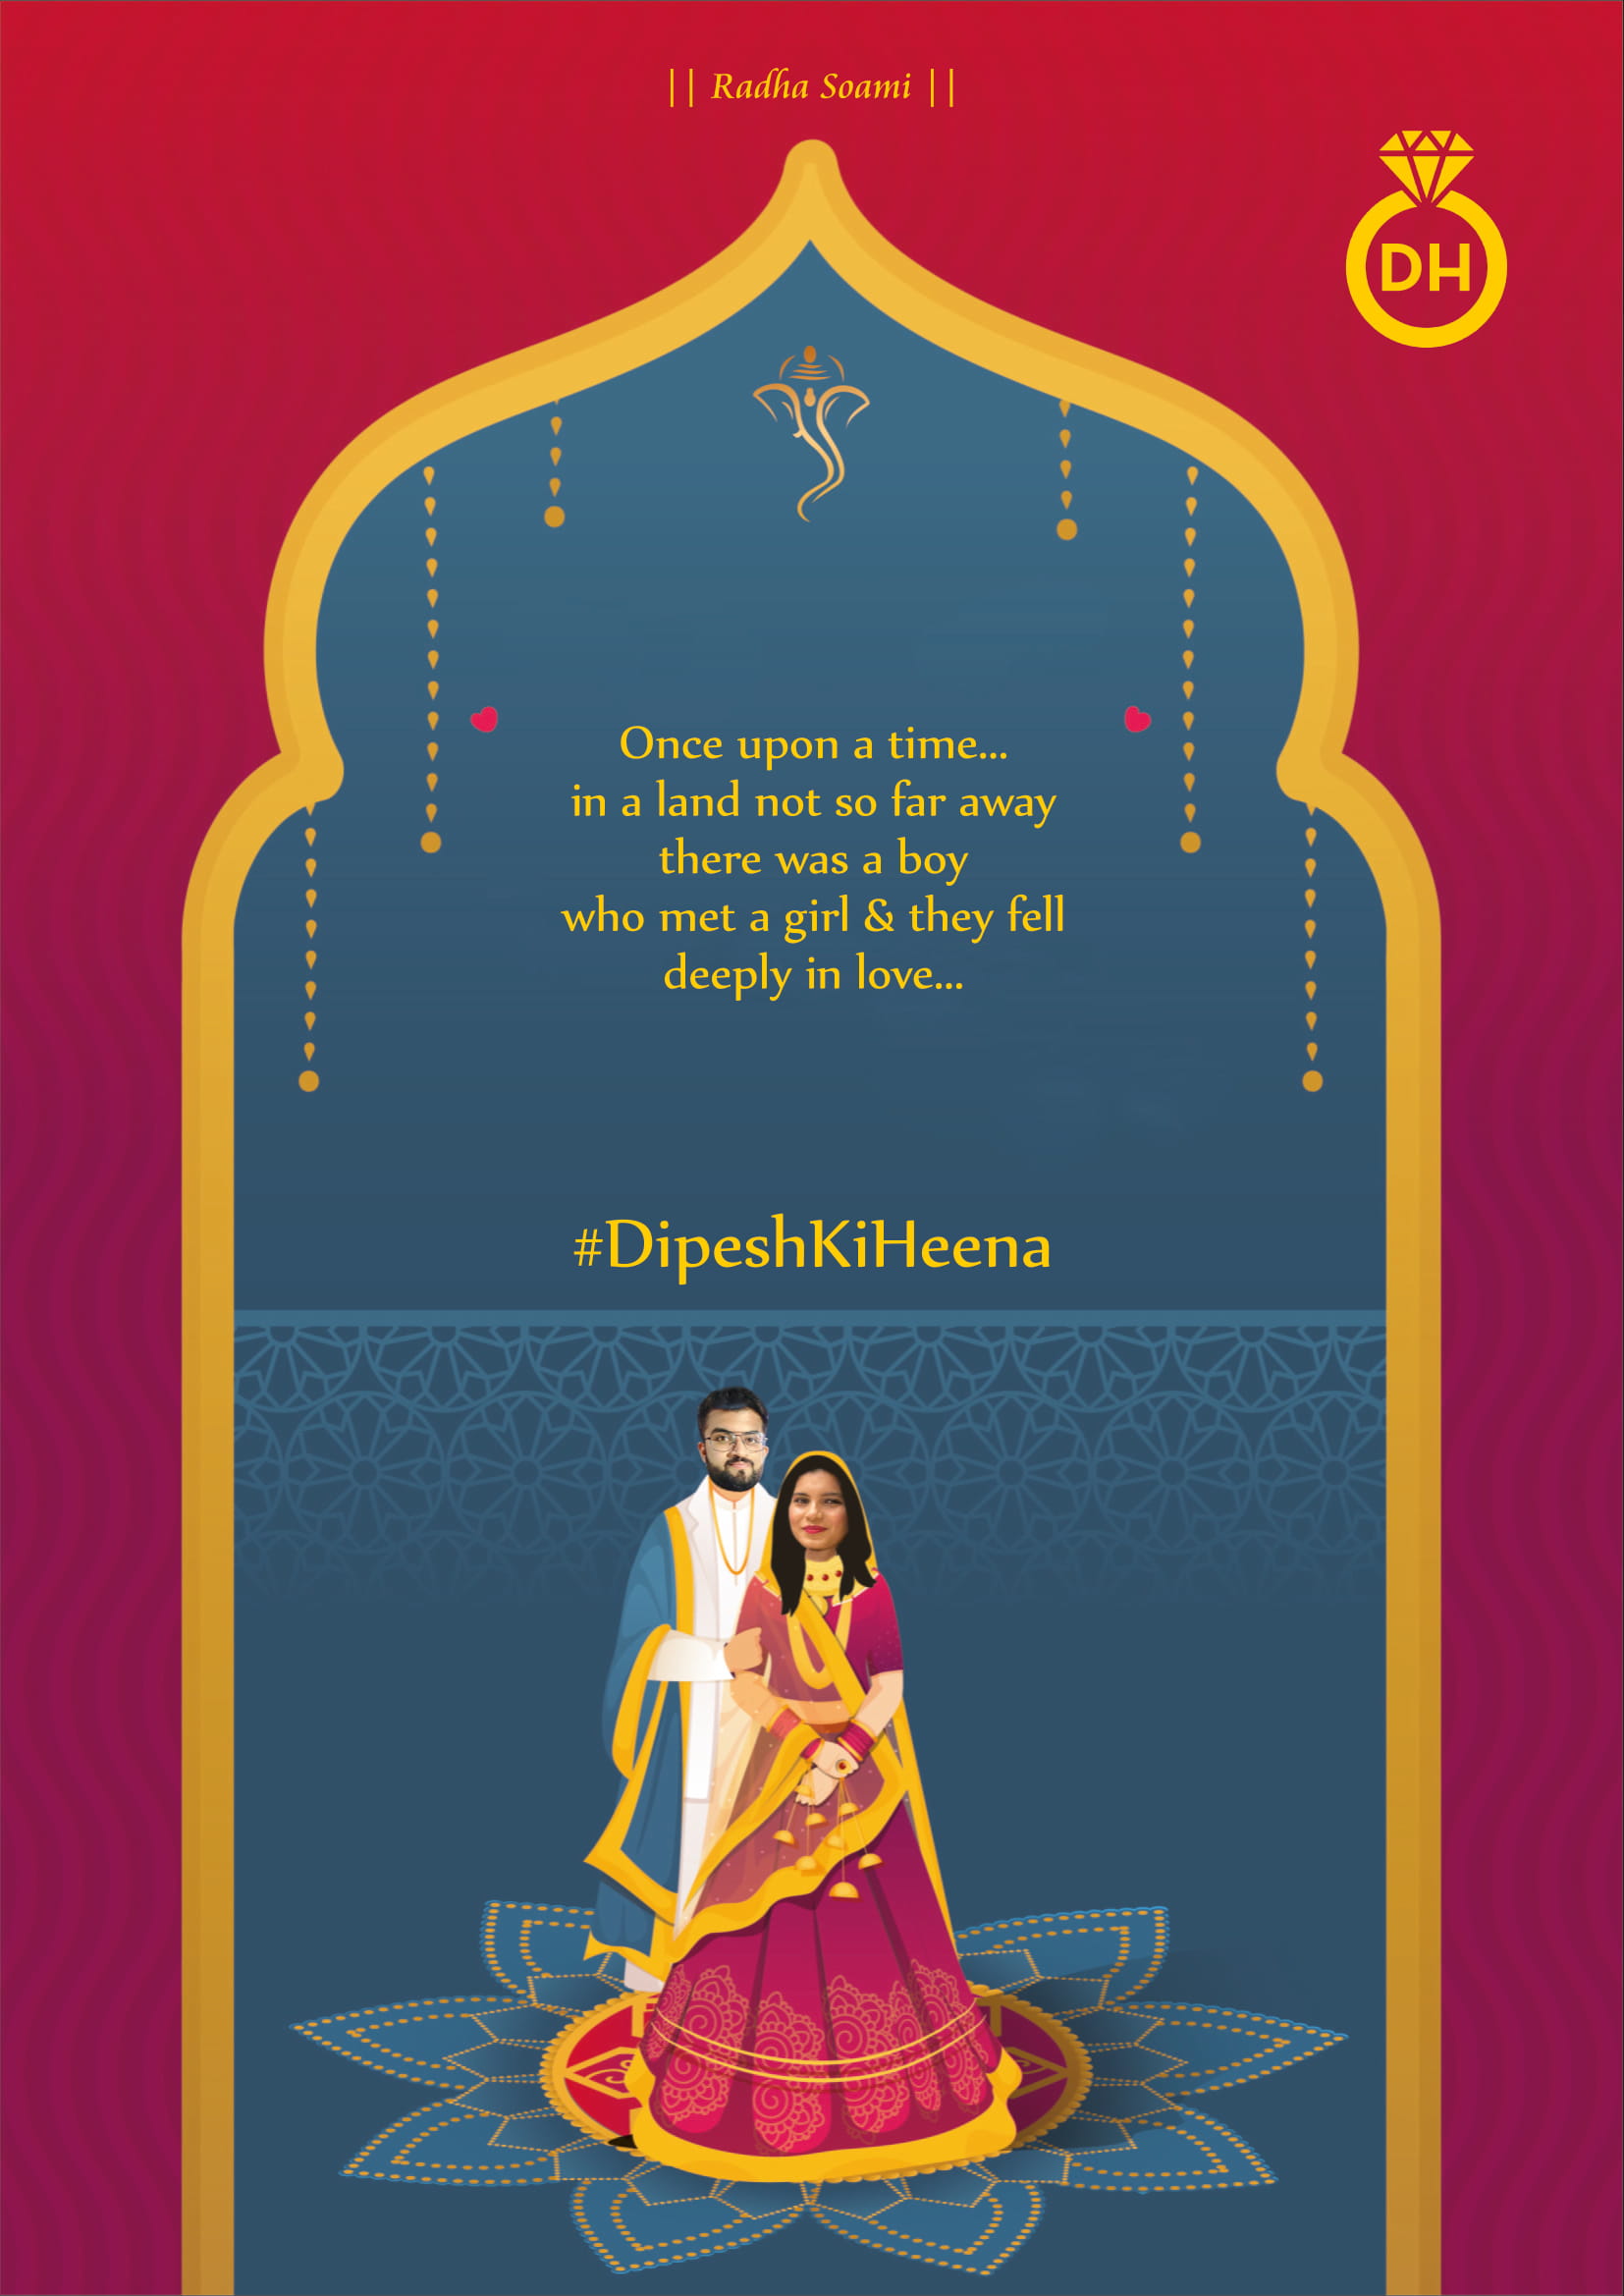 || Radha Soami ||
DH
Once upon a time...
in a land not so far away
there was a boy
who met a girl & they fell
deeply in love...
#DipeshKiHeena